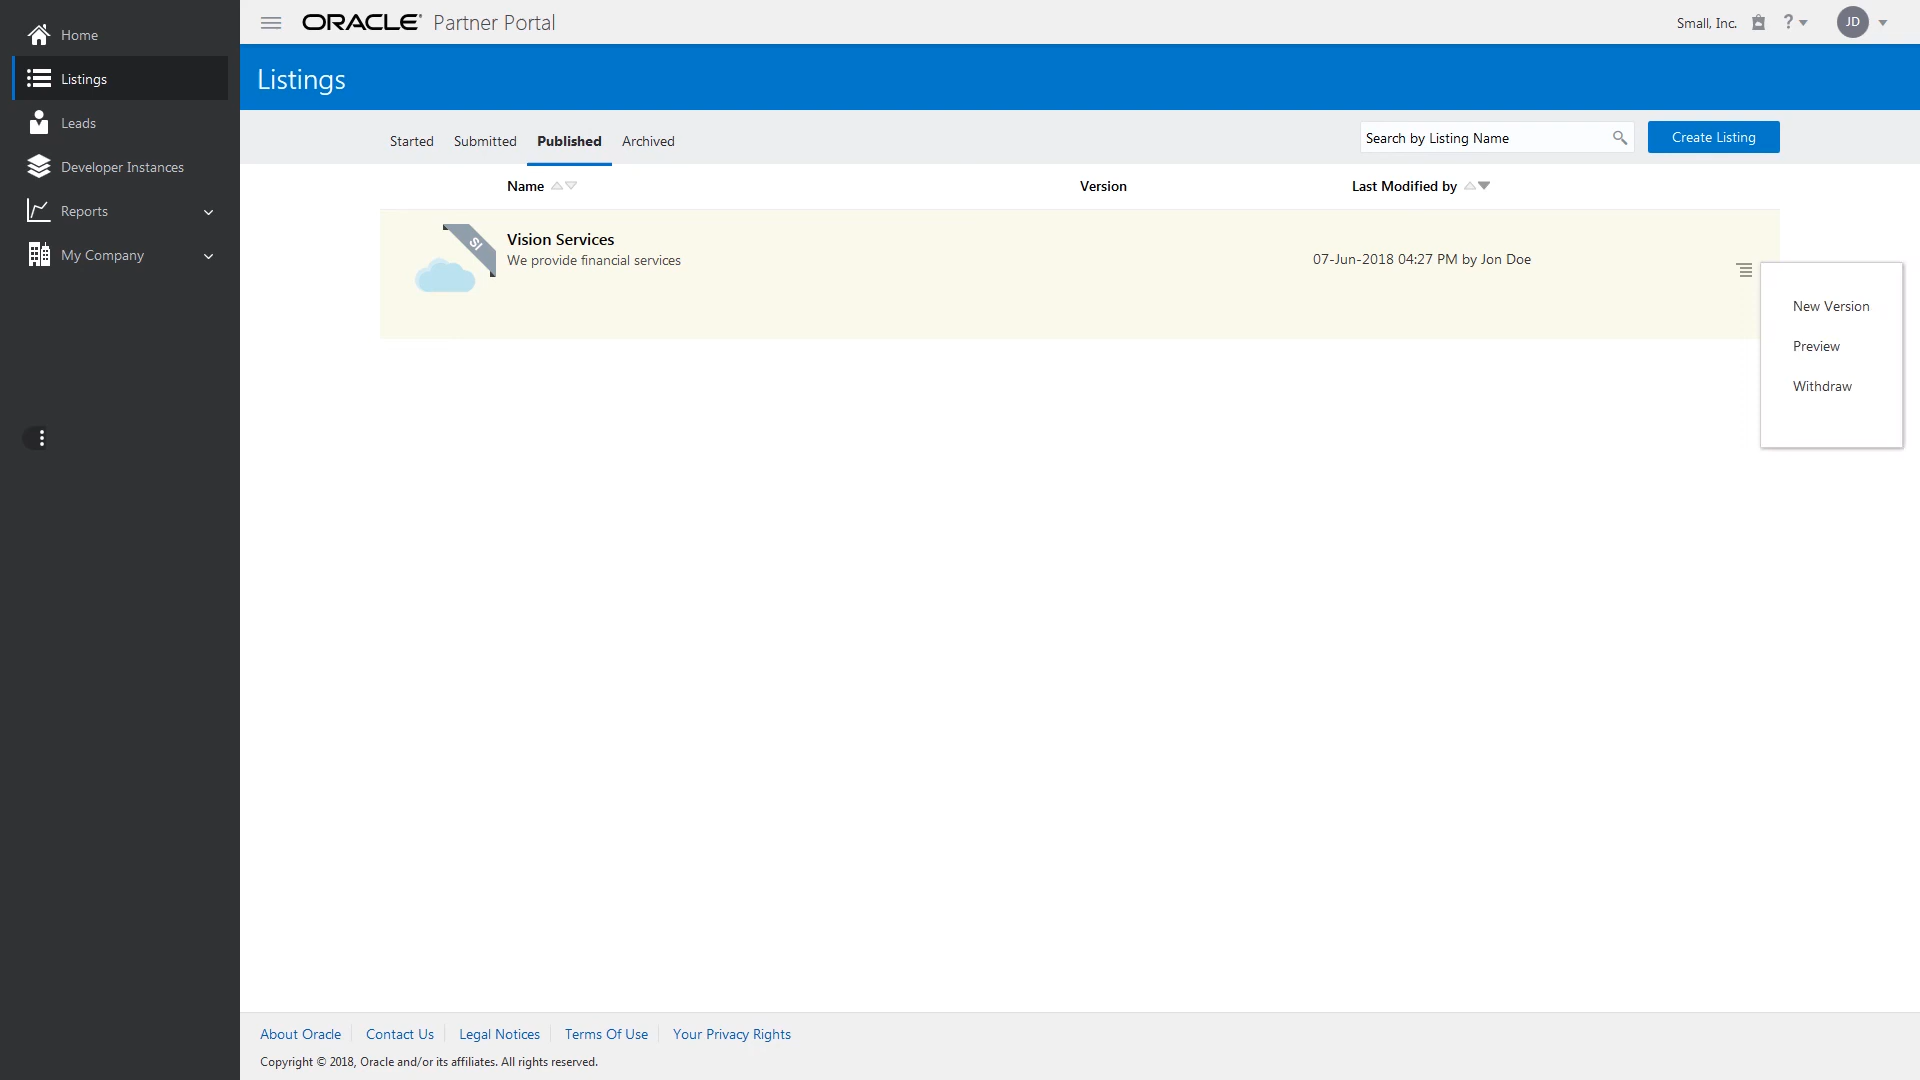 Home
Listings
Leads
Developer Instances
Reports
My Company
ORACLE Partner Portal
Small, Inc.
?
JD
Listings
Started Submitted Published Archived
Search by Listing Name
Create Listing
Name Version Last Modified by
SI
Vision Services
We provide financial services
07-Jun-2018 04:27 PM by Jon Doe
New Version
Preview
Withdraw
About Oracle Contact Us Legal Notices Terms Of Use Your Privacy Rights
Copyright © 2018, Oracle and/or its affiliates. All rights reserved.